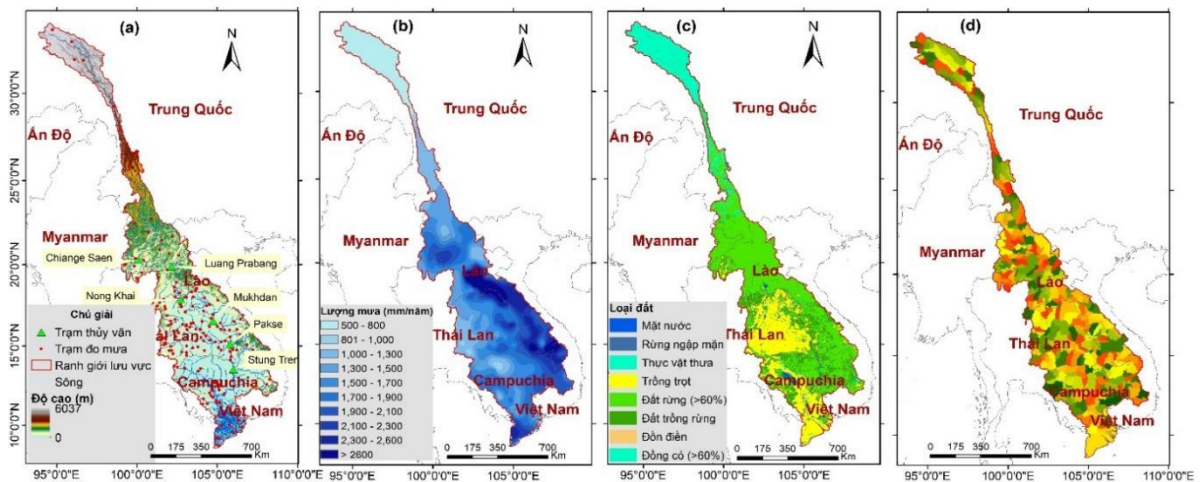 (a)
N
Trung Quốc
Ấn Độ
Myanmar
Chiange Saen
Luang Prabang
Lào
Nong Khai
Mukhdan
Chú giải
Trạm thủy văn
Pakse
Trạm đo mưa
ái Lan
Ranh giới lưu vực
Stung Tren
Sông
Campuchia
Độ cao (m)
6037
Việt Nam
0
0 175 350 700
Km
30°0'0"N
25°0'0"N
20°0'0"N
15°0'0"N
10°0'0"N
95°0'0"E 100°0'0"E 105°0'0"E 110°0'0"E
(b)
N
Trung Quốc
Ấn Độ
Myanmar
Lào
Lượng mưa (mm/năm)
500 - 800
801 - 1,000
Thái Lan
1,000 - 1,300
1,300 - 1,500
1,500 - 1,700
Campuchia
1,700 - 1,900
1,900 - 2,100
Việt Nam
2,100 - 2,300
2,300 - 2,600
> 2600
0 175 350 700
Km
95°0'0"E 100°0'0"E 105°0'0"E
(c)
N
Trung Quốc
Ấn Độ
Myanmar
Lào
Loại đất
Mặt nước
Thái Lan
Rừng ngập mặn
Thực vật thưa
Trồng trọt
Campuchia
Đất rừng (>60%)
Việt Nam
Đất trồng rừng
Đồn điền
Đồng cỏ (>60%)
0 175 350 700
Km
95°0'0"E 100°0'0"E 105°0'0"E
(d)
N
Trung Quốc
Ấn Độ
Myanmar
Lào
Thái Lan
Campuchia
Việt Nam
0 175 350 700
Km
95°0'0"E 100°0'0"E 105°0'0"E 110°0'0"E